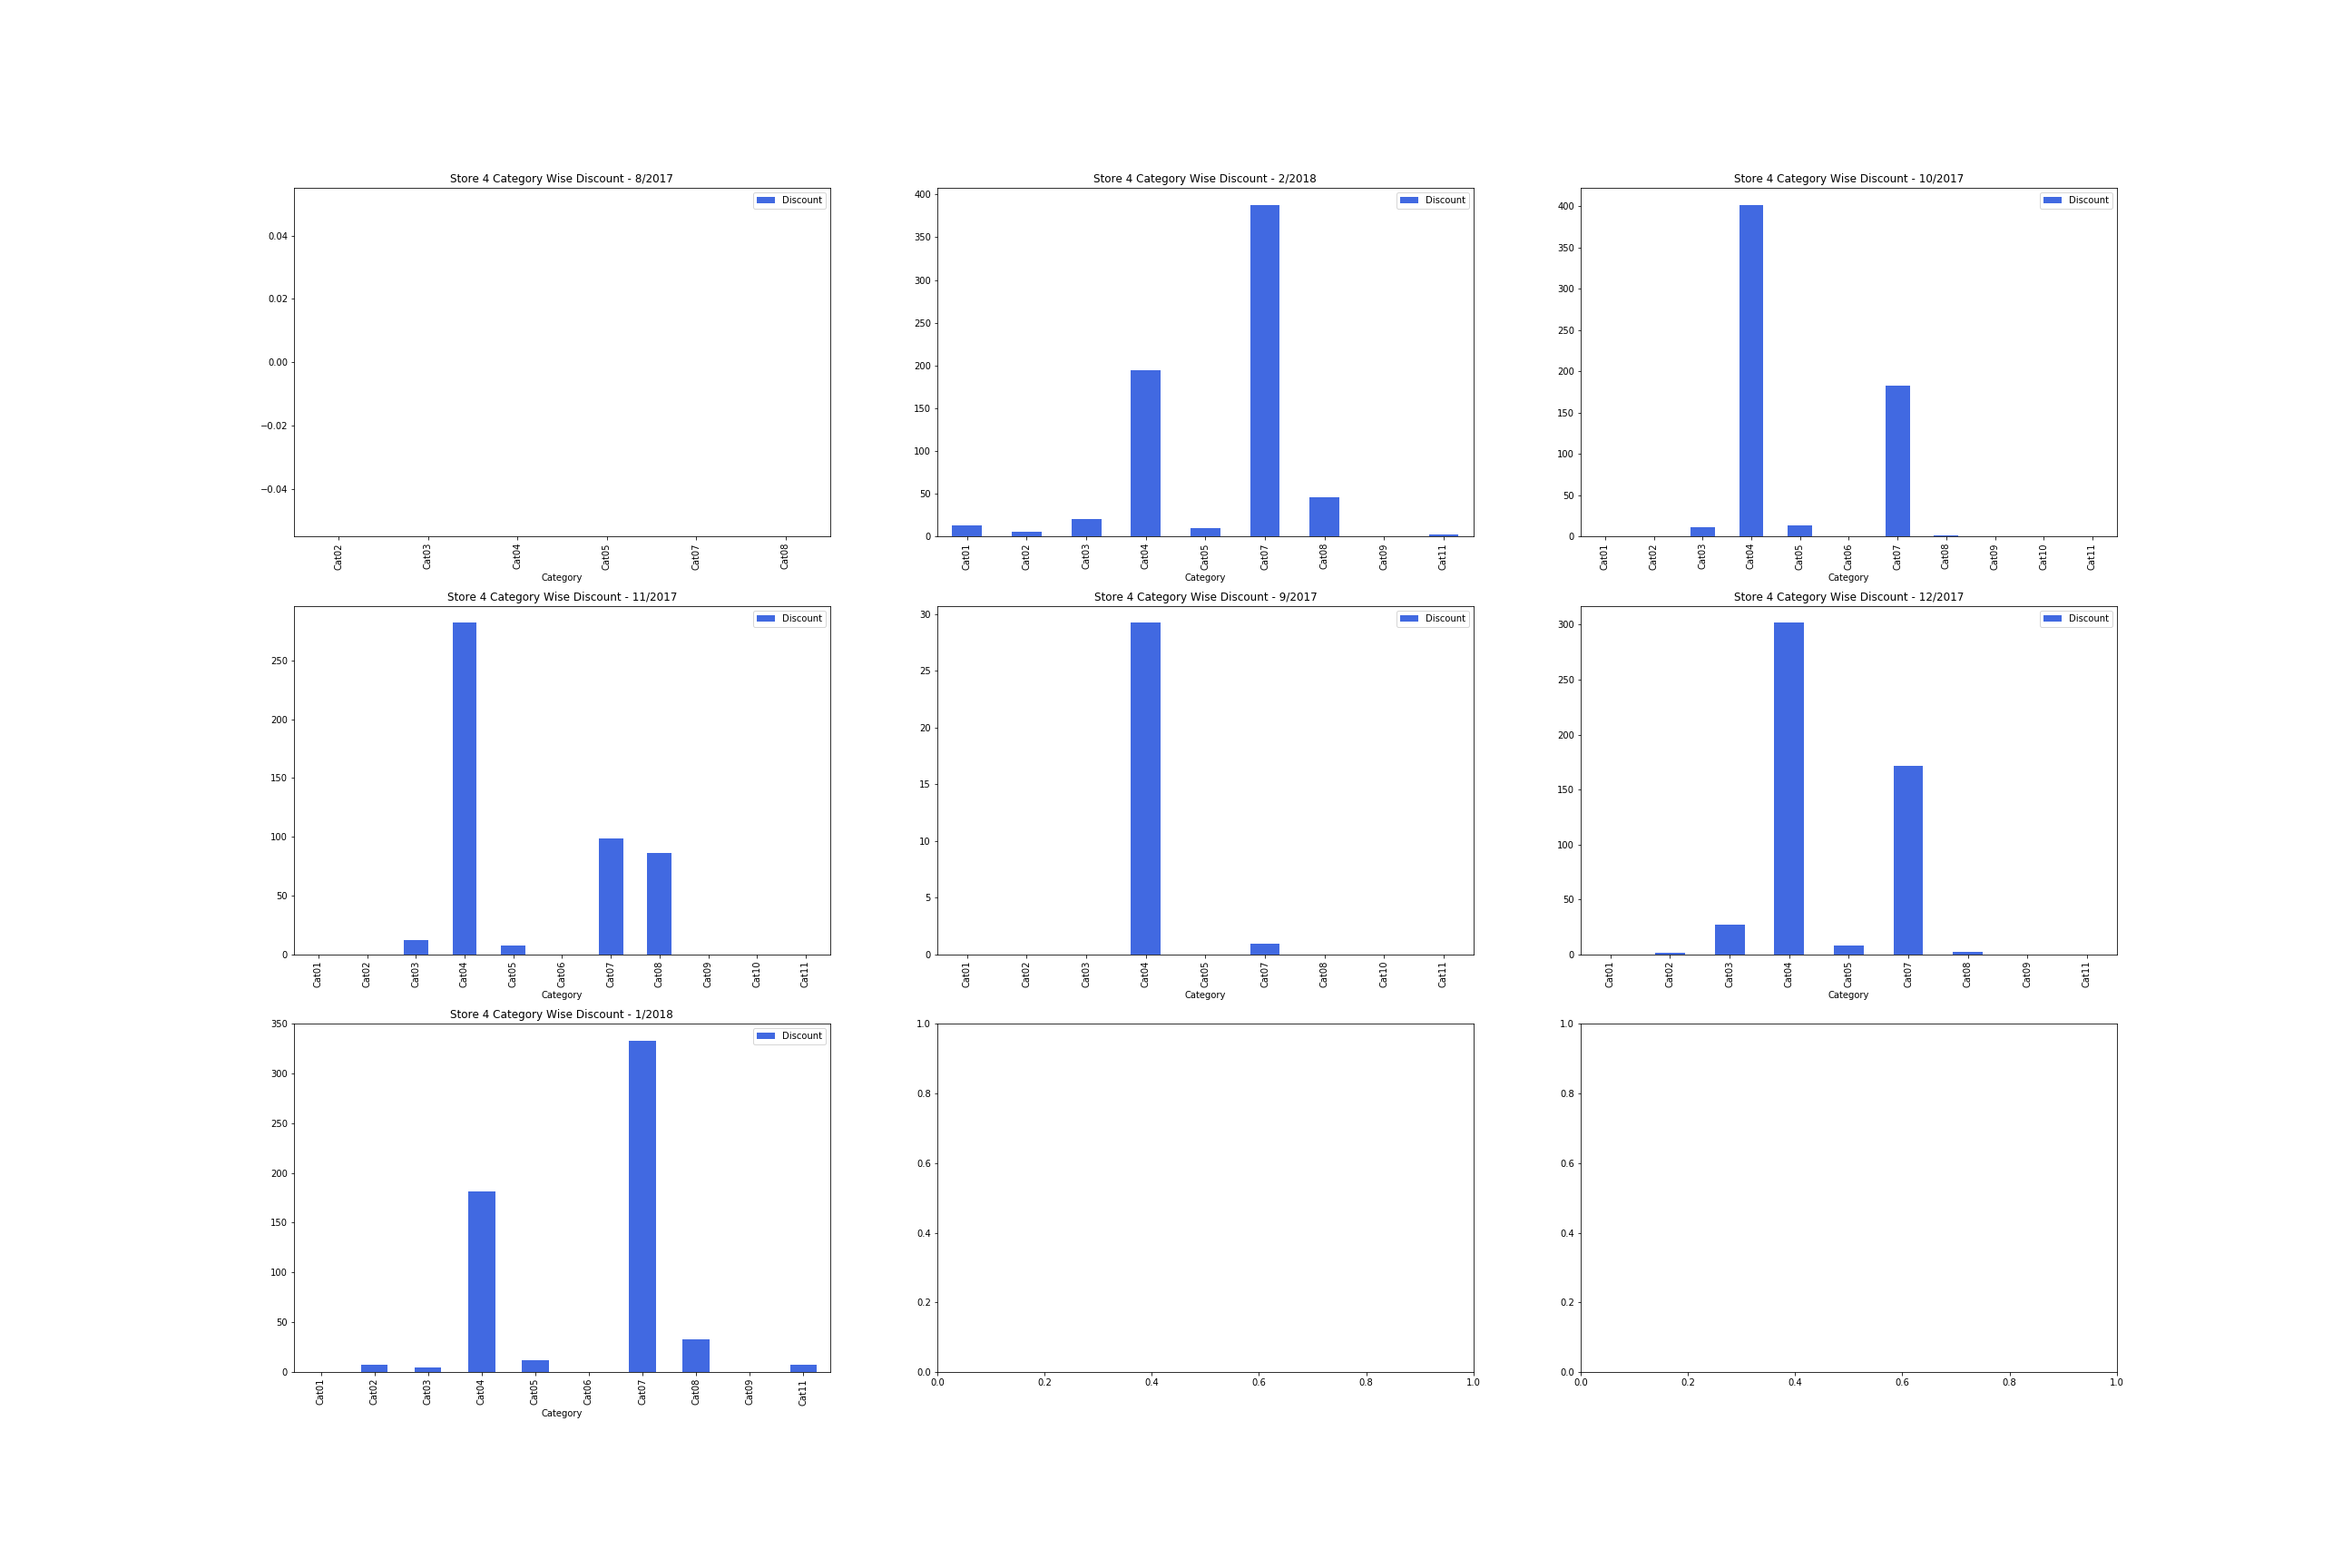 Store 4 Category Wise Discount - 8/2017
Discount
0.04
0.02
0.00
−0.02
−0.04
Cat02 Cat03 Cat04 Cat05 Cat07 Cat08
Category
Store 4 Category Wise Discount - 2/2018
Discount
400
350
300
250
200
150
100
50
0
Cat01 Cat02 Cat03 Cat04 Cat05 Cat07 Cat08 Cat09 Cat11
Category
Store 4 Category Wise Discount - 10/2017
Discount
400
350
300
250
200
150
100
50
0
Cat01 Cat02 Cat03 Cat04 Cat05 Cat06 Cat07 Cat08 Cat09 Cat10 Cat11
Category
Store 4 Category Wise Discount - 11/2017
Discount
250
200
150
100
50
0
Cat01 Cat02 Cat03 Cat04 Cat05 Cat06 Cat07 Cat08 Cat09 Cat10 Cat11
Category
Store 4 Category Wise Discount - 9/2017
Discount
30
25
20
15
10
5
0
Cat01 Cat02 Cat03 Cat04 Cat05 Cat07 Cat08 Cat10 Cat11
Category
Store 4 Category Wise Discount - 12/2017
Discount
300
250
200
150
100
50
0
Cat01 Cat02 Cat03 Cat04 Cat05 Cat07 Cat08 Cat09 Cat11
Category
Store 4 Category Wise Discount - 1/2018
Discount
350
300
250
200
150
100
50
0
Cat01 Cat02 Cat03 Cat04 Cat05 Cat06 Cat07 Cat08 Cat09 Cat11
Category
1.0
0.8
0.6
0.4
0.2
0.0
0.0 0.2 0.4 0.6 0.8 1.0
1.0
0.8
0.6
0.4
0.2
0.0
0.0 0.2 0.4 0.6 0.8 1.0